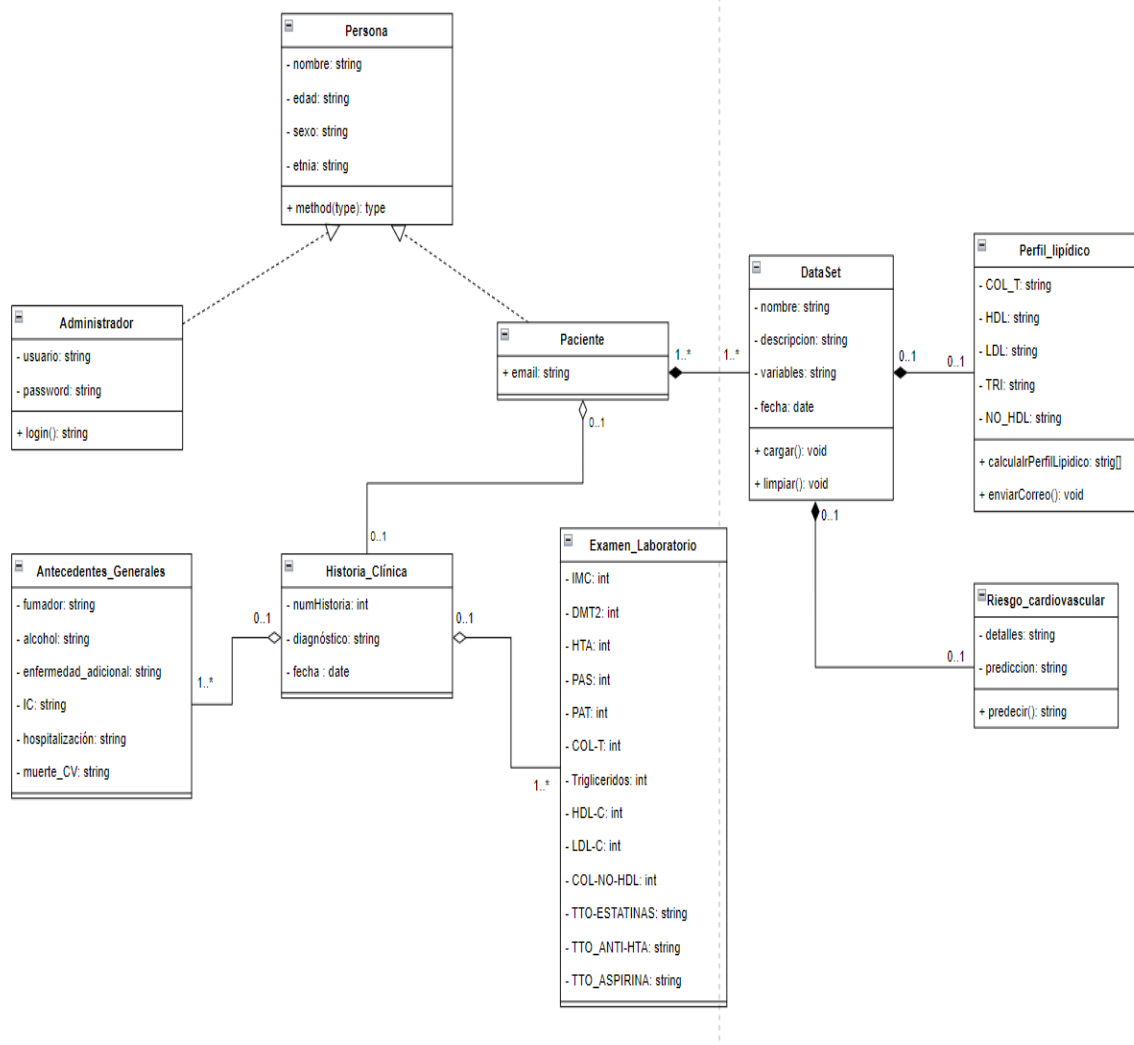 Persona
- nombre: string
- edad: string
- sexo: string
- etnia: string
+ method(type): type
Administrador
- usuario: string
- password: string
+ login(): string
Paciente
+ email: string
1..*
1..*
0..1
0..1
DataSet
- nombre: string
- descripcion: string
- variables: string
- fecha: date
+ cargar(): void
+ limpiar(): void
0..1
0..1
0..1
0..1
Perfil_lipídico
- COL_T: string
- HDL: string
- LDL: string
- TRI: string
- NO_HDL: string
+ calculalrPerfilLipidico: strig[]
+ enviarCorreo(): void
Antecedentes_Generales
- fumador: string
- alcohol: string
- enfermedad_adicional: string
- IC: string
- hospitalización: string
- muerte_CV: string
0..1
1..*
Historia_Clínica
- numHistoria: int
- diagnóstico: string
- fecha : date
0..1
1..*
Examen_Laboratorio
- IMC: int
- DMT2: int
- HTA: int
- PAS: int
- PAT: int
- COL-T: int
- Trigliceridos: int
- HDL-C: int
- LDL-C: int
- COL-NO-HDL: int
- TTO-ESTATINAS: string
- TTO_ANTI-HTA: string
- TTO_ASPIRINA: string
Riesgo_cardiovascular
- detalles: string
- prediccion: string
+ predecir(): string